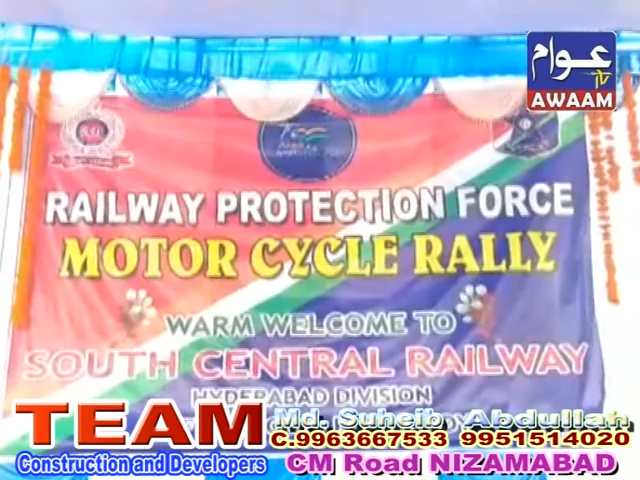 عوام
TV
AWAAM
RAILWAY PROTECTION FORCE
MOTOR CYCLE RALLY
WARM WELCOME TO
SOUTH CENTRAL RAILWAY
HYDERABAD DIVISION
TEAM
Md. Suheib Abdullah
C.9963667533 9951514020
Construction and Developers
CM Road NIZAMABAD